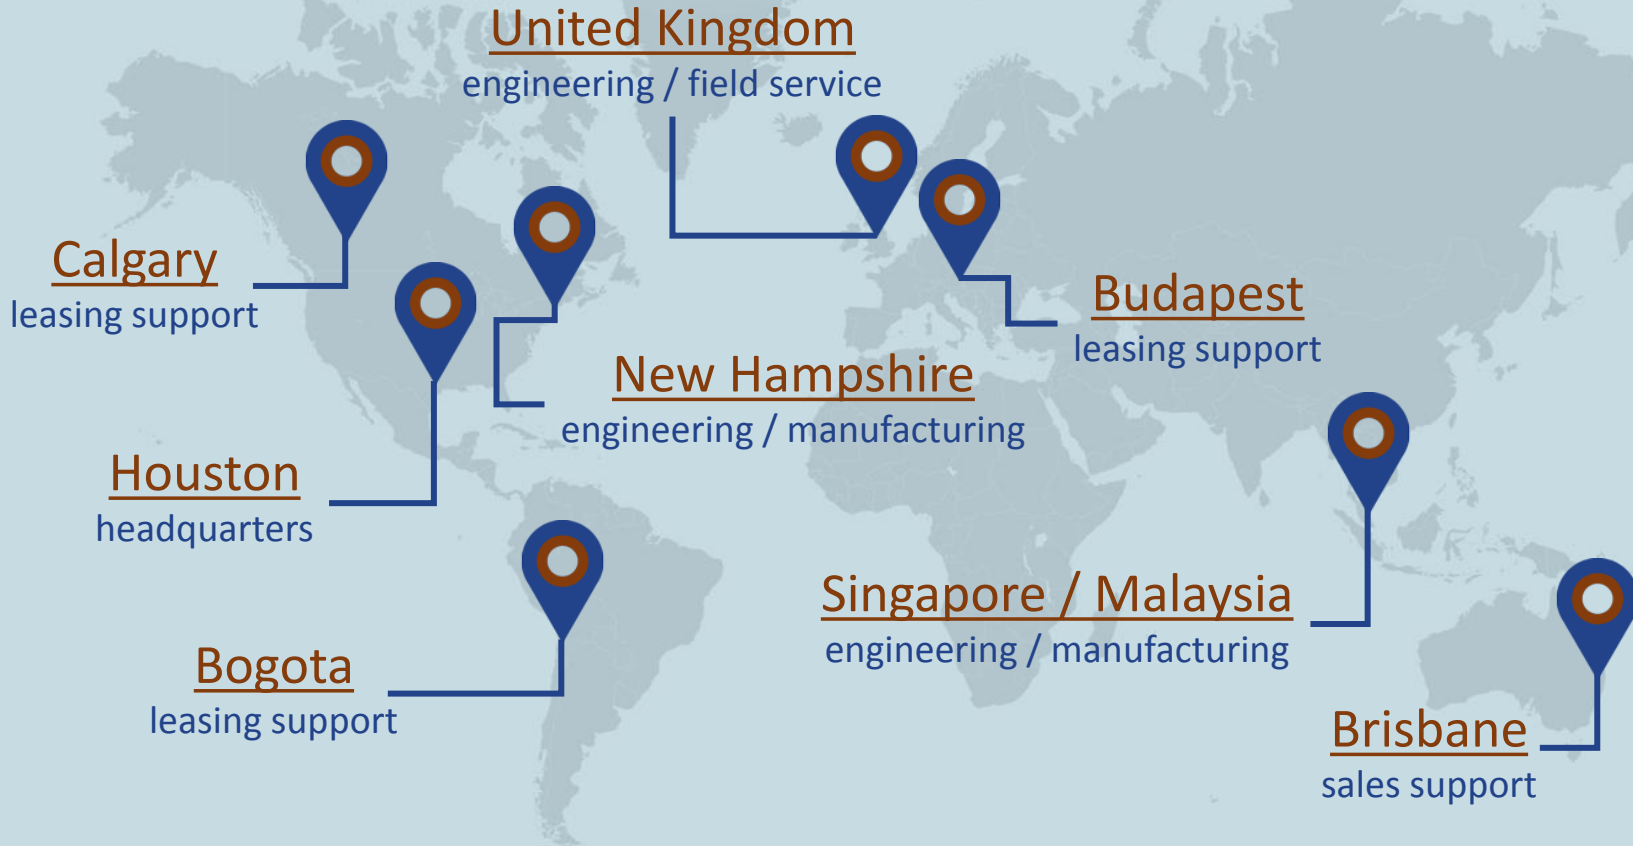 United Kingdom
engineering / field service
Calgary
leasing support
Budapest
leasing support
New Hampshire
engineering / manufacturing
Houston
headquarters
Singapore / Malaysia
engineering / manufacturing
Bogota
leasing support
Brisbane
sales support